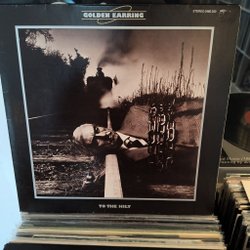 GOLDEN EARRING
TO THE HILT